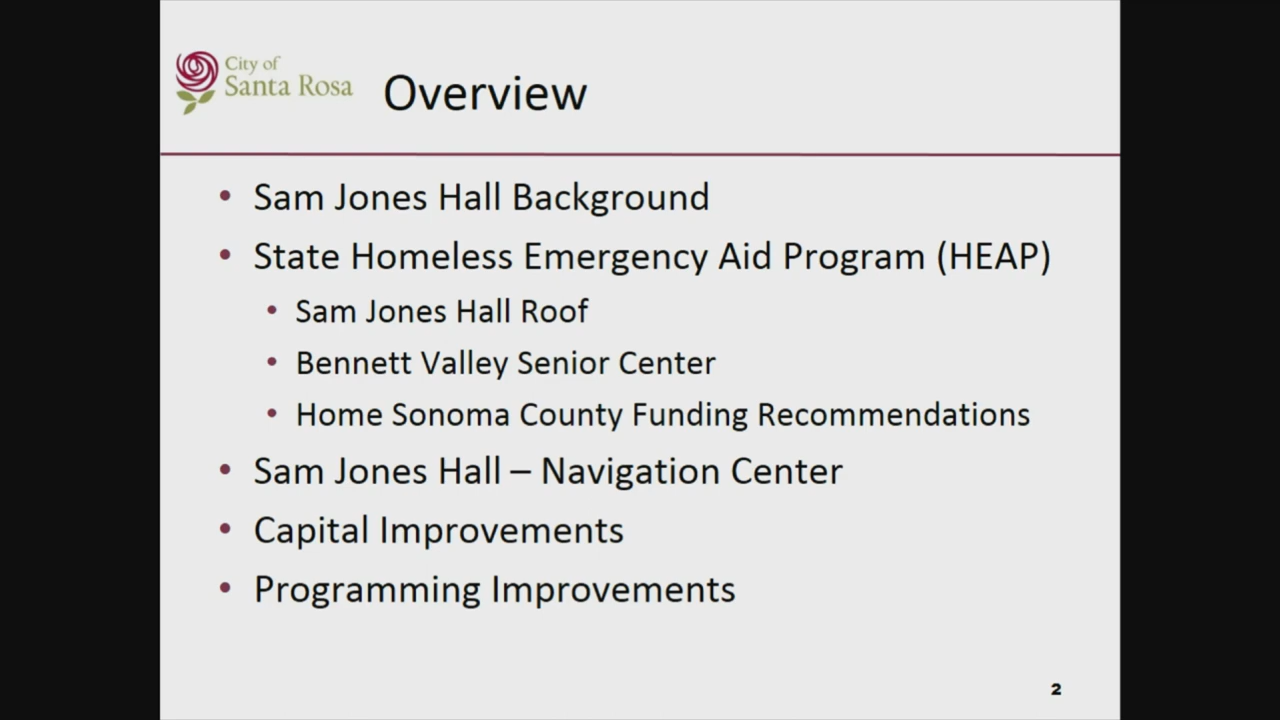 City of
Santa Rosa
Overview
• Sam Jones Hall Background
• State Homeless Emergency Aid Program (HEAP)
• Sam Jones Hall Roof
• Bennett Valley Senior Center
• Home Sonoma County Funding Recommendations
• Sam Jones Hall – Navigation Center
• Capital Improvements
• Programming Improvements
2